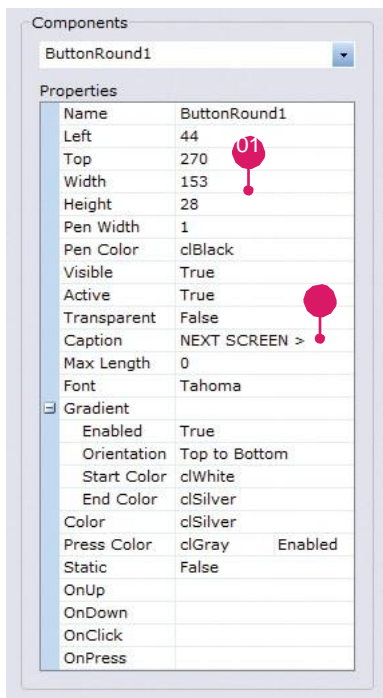 Components
ButtonRound1
Properties
Name ButtonRound1
Left 44
01
Top 270
Width 153
Height 28
Pen Width 1
Pen Color clBlack
Visible True
Active True
Transparent False
Caption NEXT SCREEN >
Max Length 0
Font Tahoma
Gradient
Enabled True
Orientation Top to Bottom
Start Color clWhite
End Color clSilver
Color clSilver
Press Color clGray Enabled
Static False
OnUp
OnDown
OnClick
OnPress